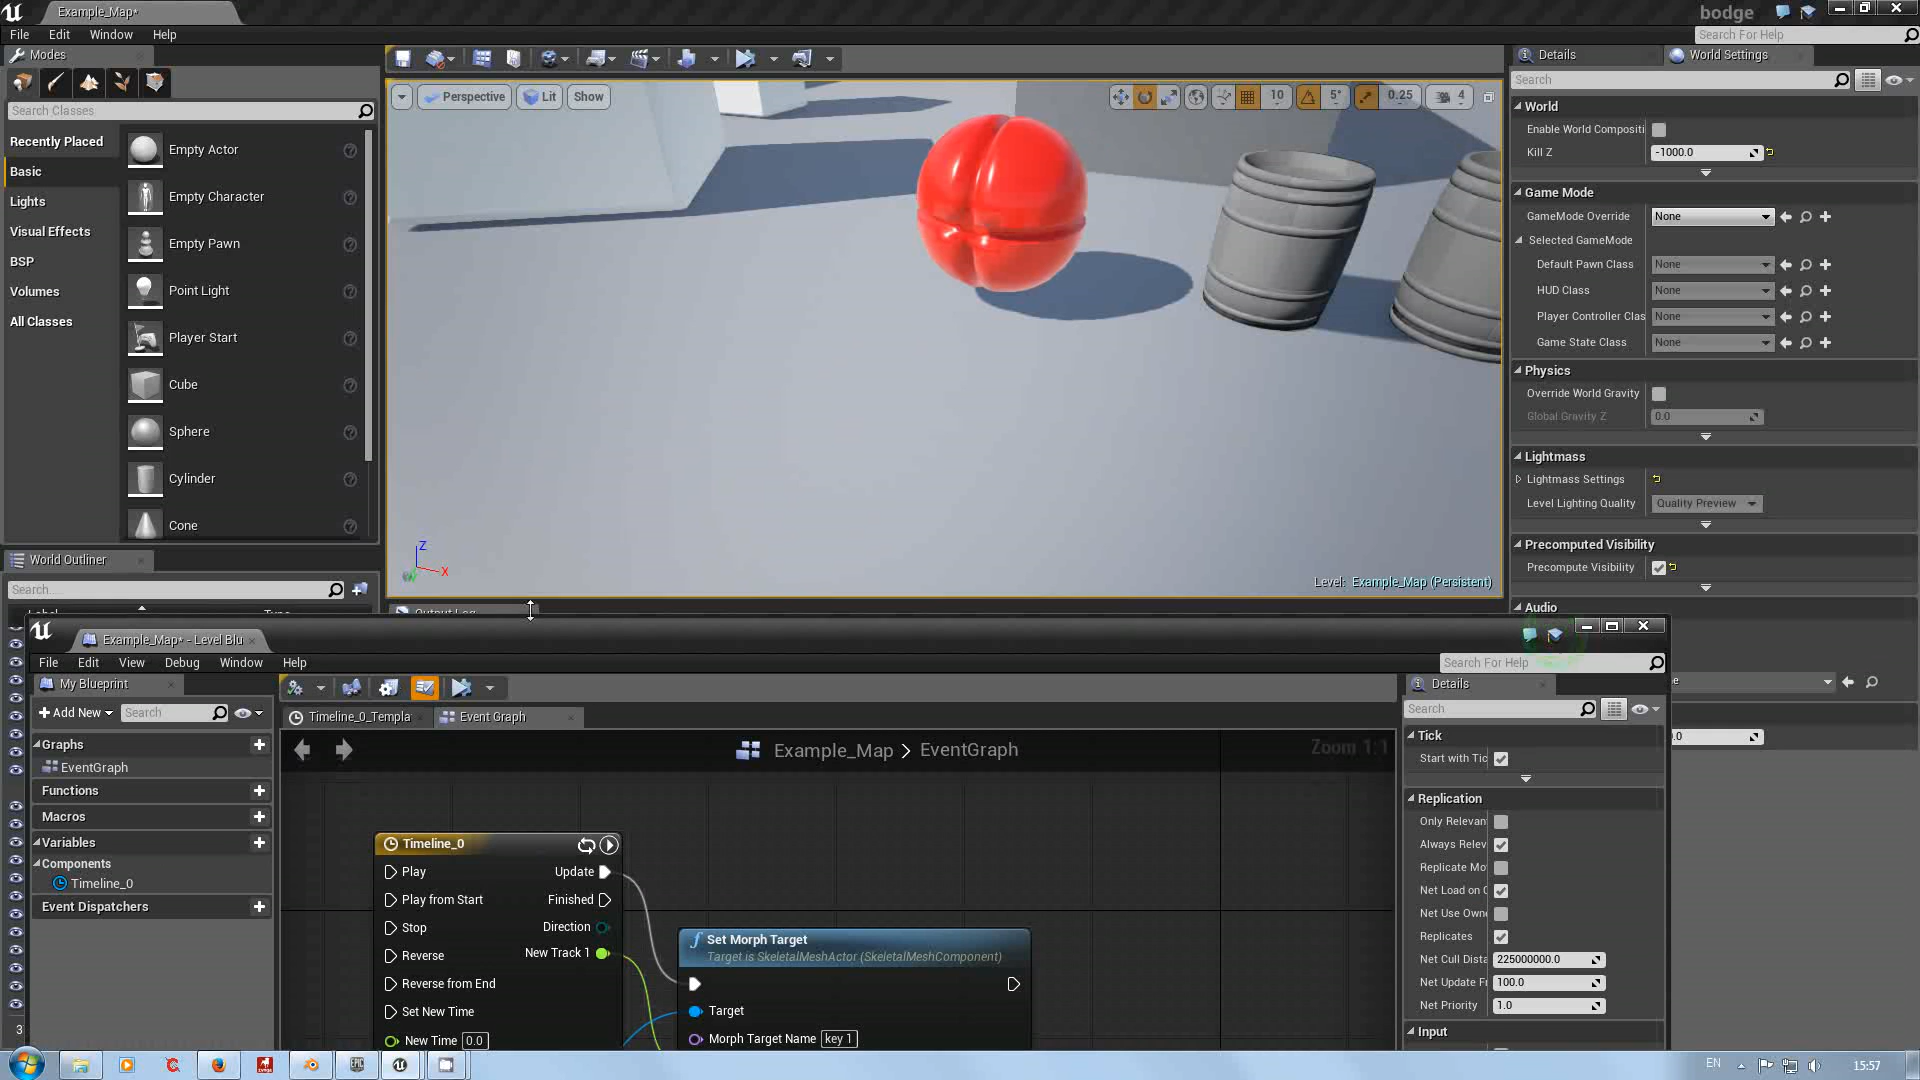 Example_Map*
bodge
File Edit Window Help
Search For Help
Modes
Search Classes
Recently Placed
Basic
Lights
Visual Effects
BSP
Volumes
All Classes
Empty Actor
Empty Character
Empty Pawn
Point Light
Player Start
Cube
Sphere
Cylinder
Cone
World Outliner
Search...
Label Type
3
Perspective Lit Show
10 5° 0.25 4
Z
X
Level: Example_Map (Persistent)
Output Log
Details World Settings
Search
World
Enable World Compositi
Kill Z -1000.0
Game Mode
GameMode Override None
Selected GameMode
Default Pawn Class None
HUD Class None
Player Controller Clas None
Game State Class None
Physics
Override World Gravity
Global Gravity Z 0.0
Lightmass
Lightmass Settings
Level Lighting Quality Quality Preview
Precomputed Visibility
Precompute Visibility
Audio
Example_Map* - Level Blu
File Edit View Debug Window Help
Search For Help
My Blueprint
Add New Search
Graphs
EventGraph
Functions
Macros
Variables
Components
Timeline_0
Event Dispatchers
Timeline_0_Templa Event Graph
Example_Map > EventGraph
Zoom 1:1
Timeline_0
Play Update
Play from Start Finished
Stop Direction
Reverse New Track 1
Reverse from End
Set New Time
New Time 0.0
Set Morph Target
Target is SkeletalMeshActor (SkeletalMeshComponent)
Target
Morph Target Name key 1
Details
Search
Tick
Start with Tic
Replication
Only Relevan
Always Relev
Replicate Mo
Net Load on C
Net Use Owne
Replicates
Net Cull Dista 225000000.0
Net Update Fr 100.0
Net Priority 1.0
Input
EN 15:57